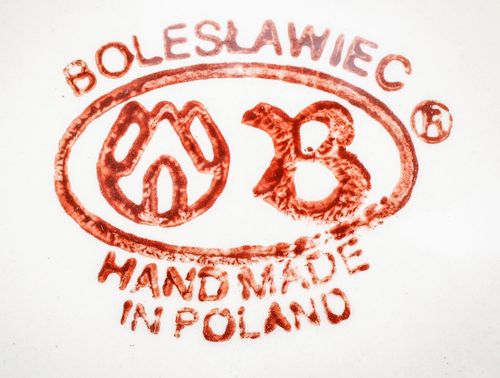 BOLESŁAWIEC
B ®
HAND MADE
IN POLAND